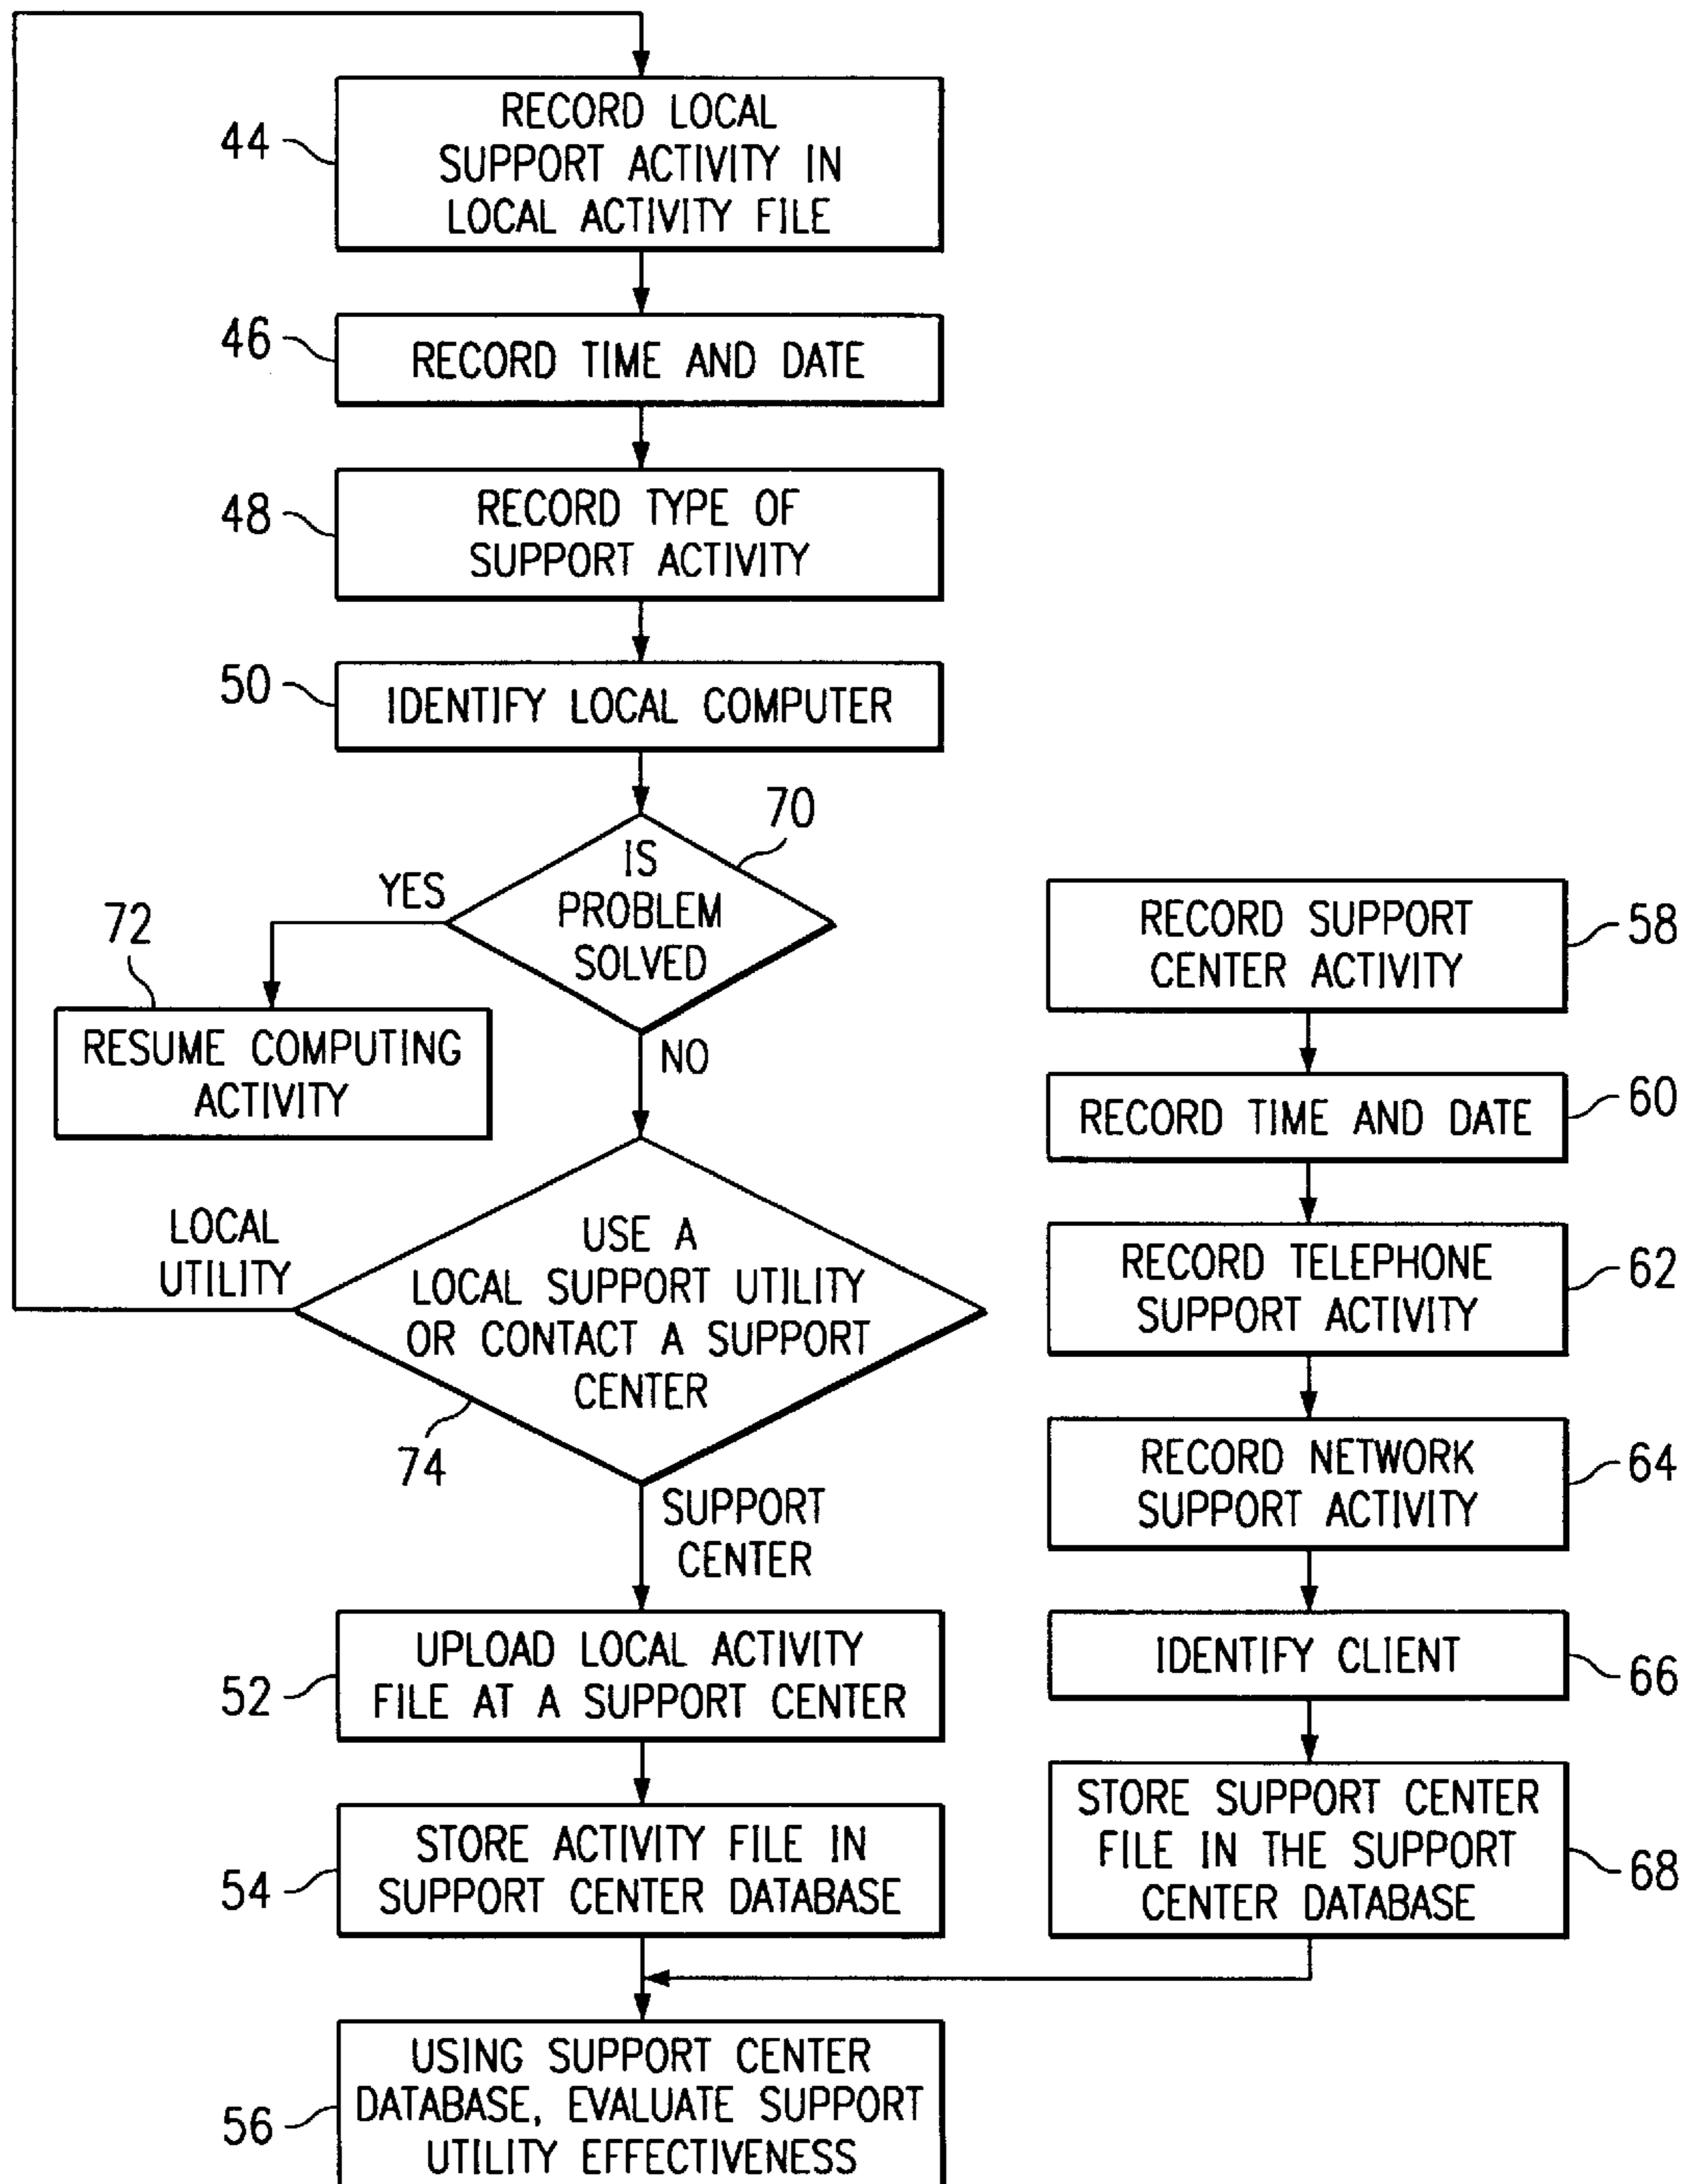 44
RECORD LOCAL
SUPPORT ACTIVITY IN
LOCAL ACTIVITY FILE
46
RECORD TIME AND DATE
48
RECORD TYPE OF
SUPPORT ACTIVITY
50
IDENTIFY LOCAL COMPUTER
70
IS
PROBLEM
SOLVED
YES
72
RESUME COMPUTING
ACTIVITY
NO
LOCAL
UTILITY
USE A
LOCAL SUPPORT UTILITY
OR CONTACT A SUPPORT
CENTER
74
SUPPORT
CENTER
52
UPLOAD LOCAL ACTIVITY
FILE AT A SUPPORT CENTER
54
STORE ACTIVITY FILE IN
SUPPORT CENTER DATABASE
56
USING SUPPORT CENTER
DATABASE, EVALUATE SUPPORT
UTILITY EFFECTIVENESS
RECORD SUPPORT
CENTER ACTIVITY
58
RECORD TIME AND DATE
60
RECORD TELEPHONE
SUPPORT ACTIVITY
62
RECORD NETWORK
SUPPORT ACTIVITY
64
IDENTIFY CLIENT
66
STORE SUPPORT CENTER
FILE IN THE SUPPORT
CENTER DATABASE
68